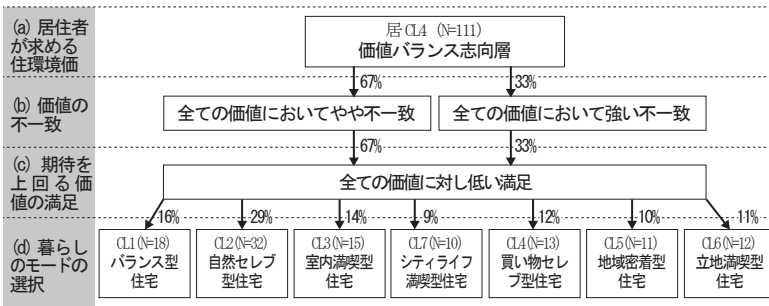 (a) 居住者
が求める
住環境価
居 CL4 (N=111)
価値バランス志向層
67%
33%
(b) 価値の
不一致
全ての価値においてやや不一致
全ての価値において強い不一致
67%
33%
(c) 期待を
上回る価
値の満足
全ての価値に対し低い満足
16%
29%
14%
9%
12%
10%
11%
(d) 暮らし
のモードの
選択
CL1(N=18)
バランス型
住宅
CL2(N=32)
自然セレブ
型住宅
CL3(N=15)
室内満喫型
住宅
CL7(N=10)
シティライフ
満喫型住宅
CL4(N=13)
買い物セレ
ブ型住宅
CL5(N=11)
地域密着型
住宅
CL6(N=12)
立地満喫型
住宅